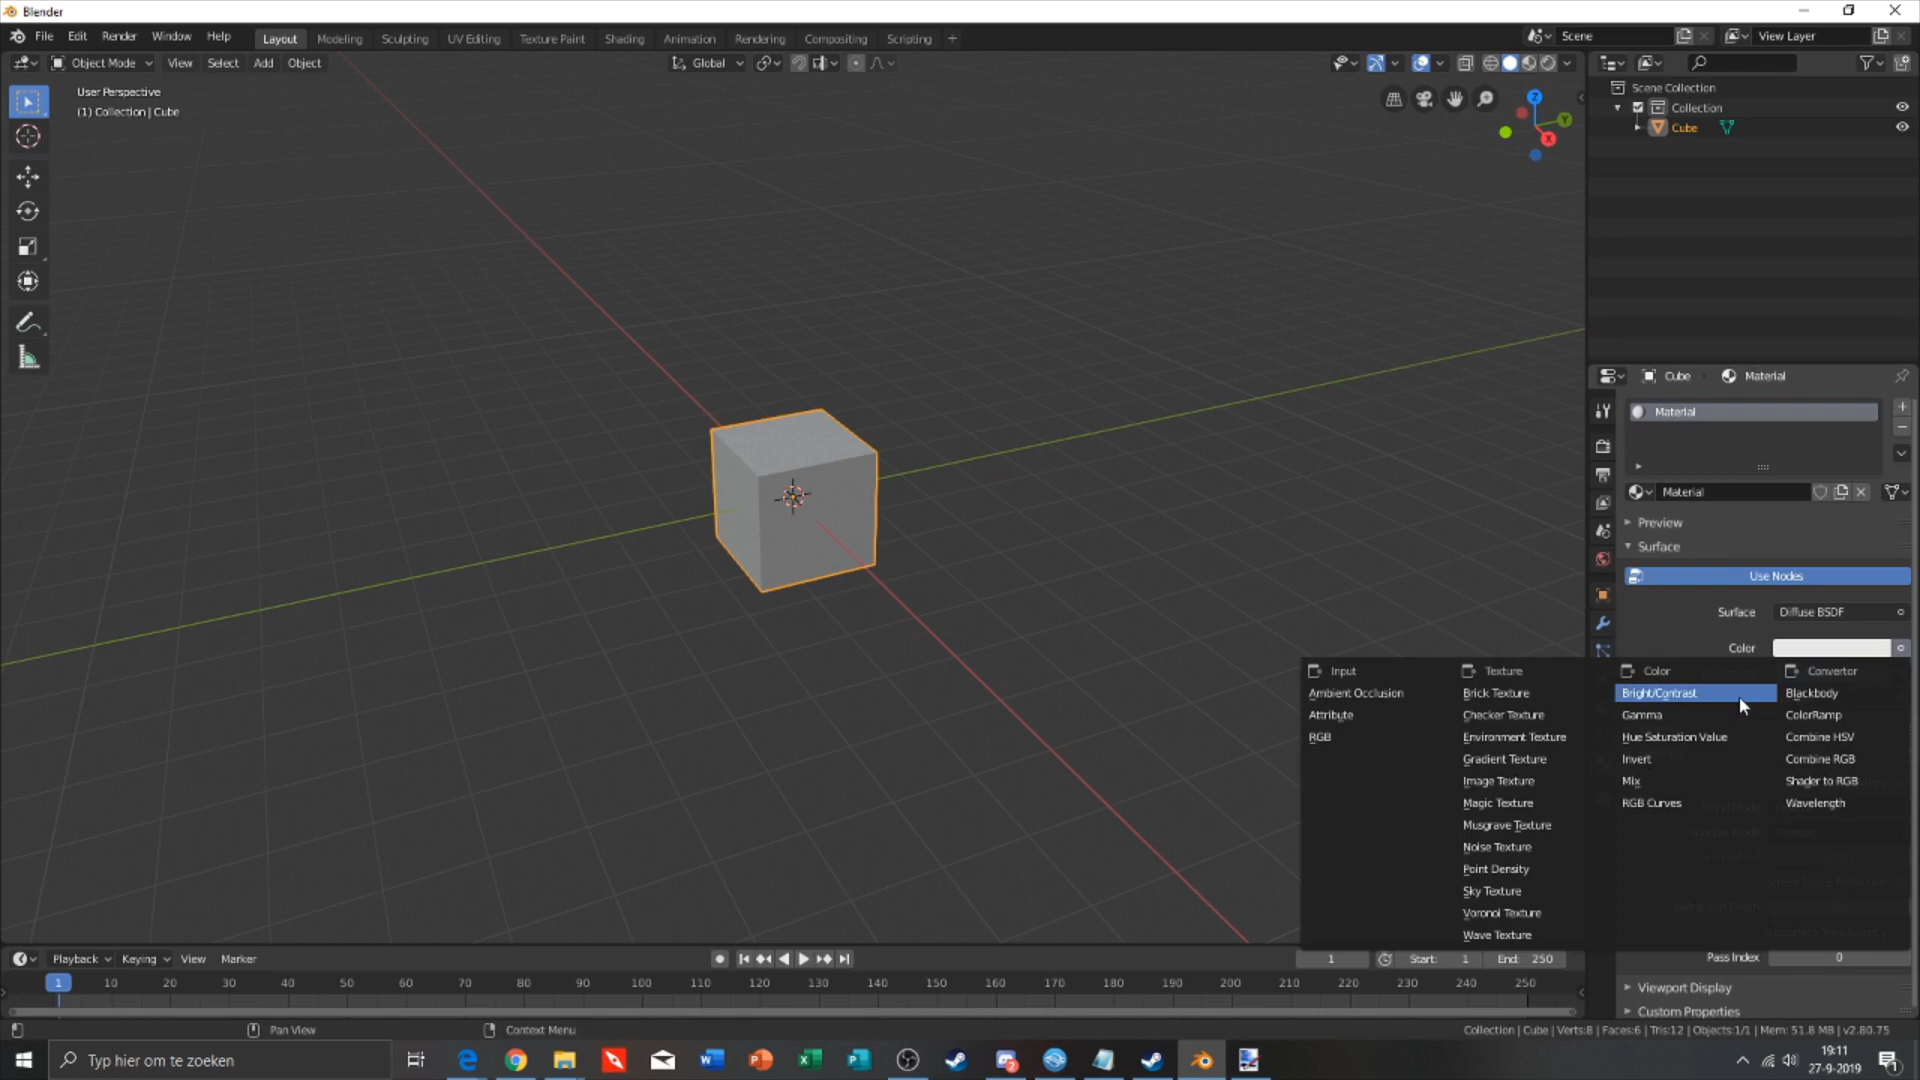 Blender
File Edit Render Window Help Layout Modeling Sculpting UV Editing Texture Paint Shading Animation Rendering Compositing Scripting + Scene View Layer
Object Mode View Select Add Object Global
User Perspective
(1) Collection | Cube
Z
Y
X
Scene Collection
Collection
Cube
Cube Material
Material
Material
Preview
Surface
Use Nodes
Surface Diffuse BSDF
Color
Input Texture Color Convertor
Ambient Occlusion Brick Texture Bright/Contrast Blackbody
Attribute Checker Texture Gamma ColorRamp
RGB Environment Texture Hue Saturation Value Combine HSV
Gradient Texture Invert Combine RGB
Image Texture Mix Shader to RGB
Magic Texture RGB Curves Wavelength
Musgrave Texture
Noise Texture
Point Density
Sky Texture
Voronoi Texture
Wave Texture
Pass Index 0
Viewport Display
Custom Properties
Playback Keying View Marker 1 Start: 1 End: 250
1 10 20 30 40 50 60 70 80 90 100 110 120 130 140 150 160 170 180 190 200 210 220 230 240 250
Pan View Context Menu Collection | Cube | Verts:8 | Faces:6 | Tris:12 | Objects:1/1 | Mem: 51.8 MB | v2.80.75
Typ hier om te zoeken
19:11
27-9-2019